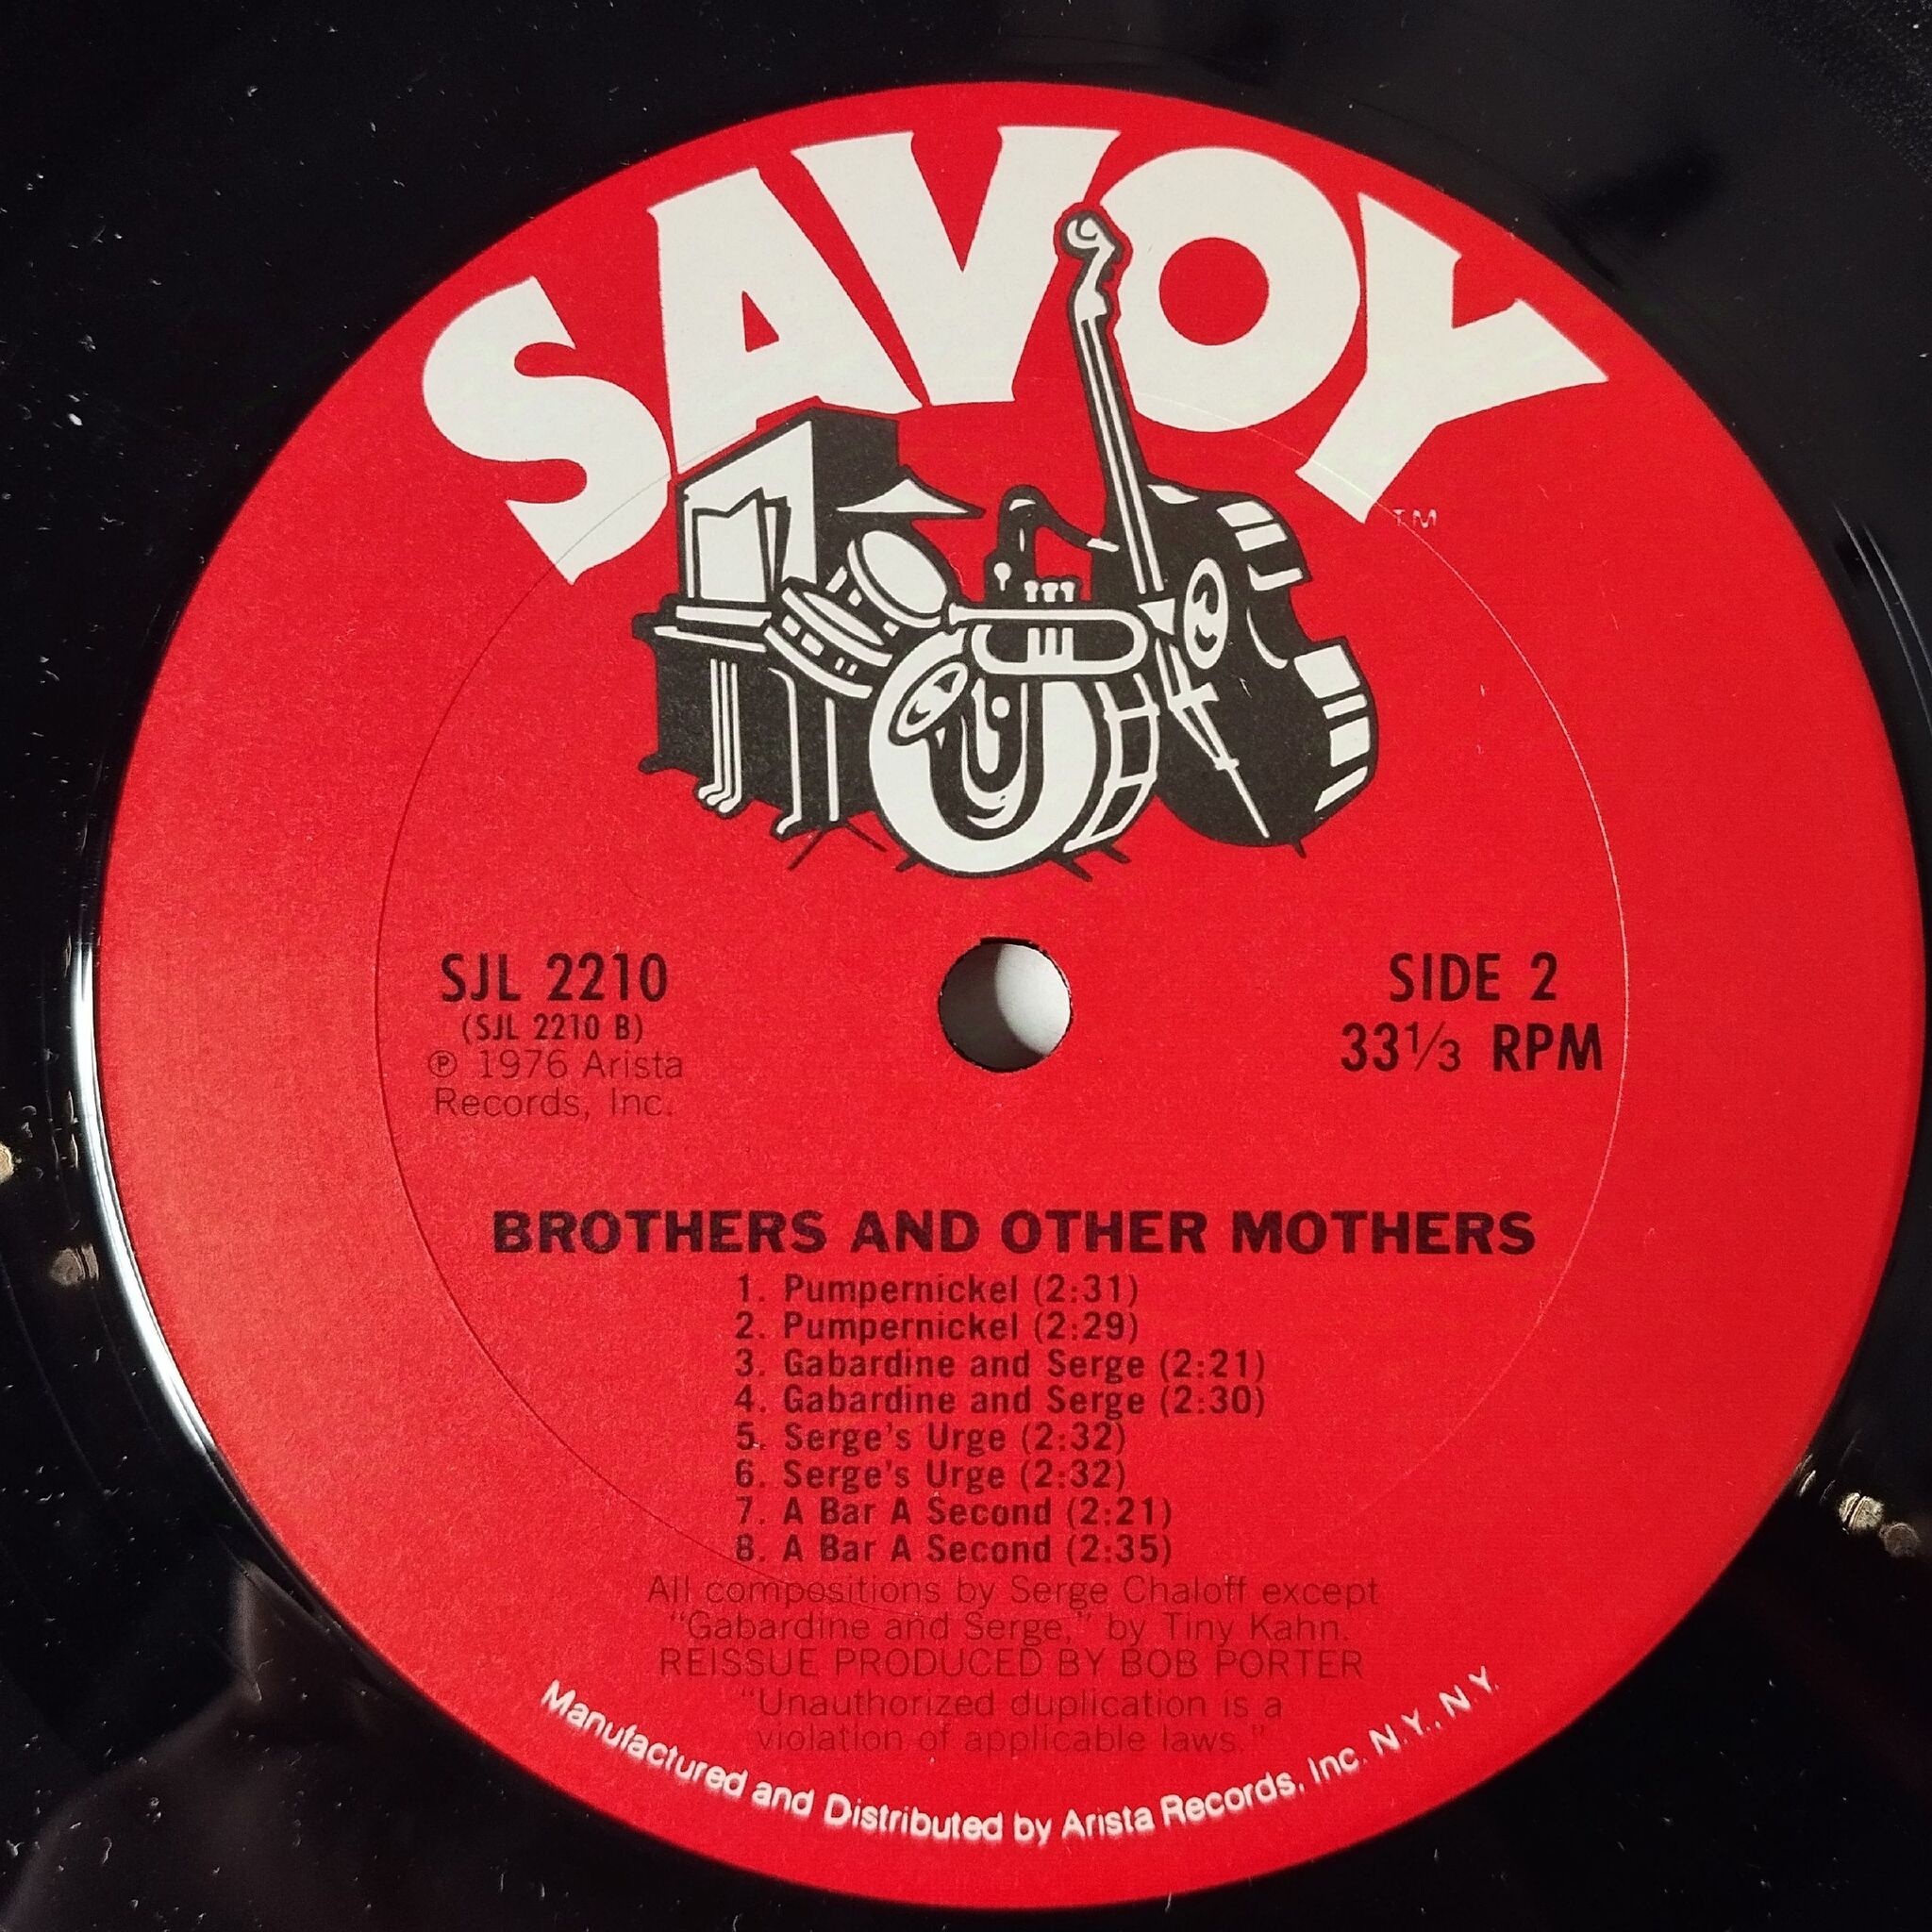 SAVOY
TM
SJL 2210
(SJL 2210 B)
℗ 1976 Arista
Records, Inc.
SIDE 2
33⅓ RPM
BROTHERS AND OTHER MOTHERS
1. Pumpernickel (2:31)
2. Pumpernickel (2:29)
3. Gabardine and Serge (2:21)
4. Gabardine and Serge (2:30)
5. Serge's Urge (2:32)
6. Serge's Urge (2:32)
7. A Bar A Second (2:21)
8. A Bar A Second (2:35)
All compositions by Serge Chaloff except
"Gabardine and Serge," by Tiny Kahn.
REISSUE PRODUCED BY BOB PORTER
"Unauthorized duplication is a
violation of applicable laws."
Manufactured and Distributed by Arista Records, Inc. N.Y., N.Y.